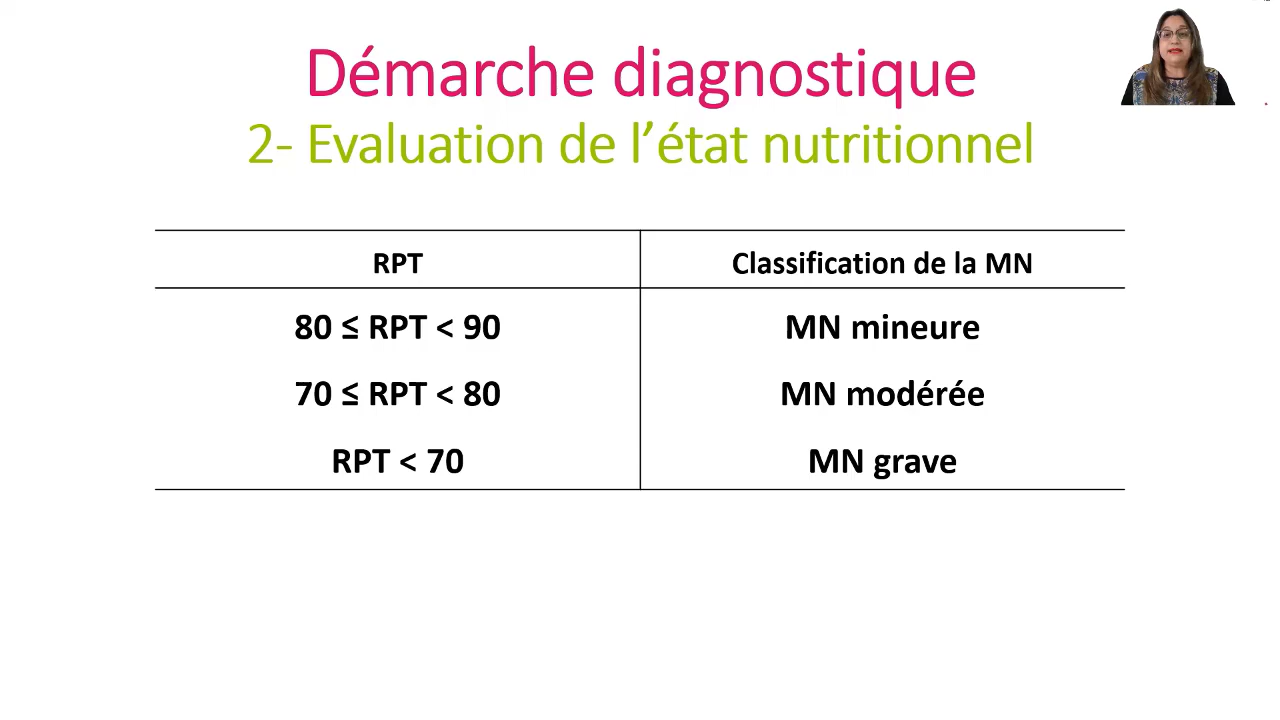 Démarche diagnostique
2- Evaluation de l’état nutritionnel
RPT Classification de la MN
80 ≤ RPT < 90 MN mineure
70 ≤ RPT < 80 MN modérée
RPT < 70 MN grave